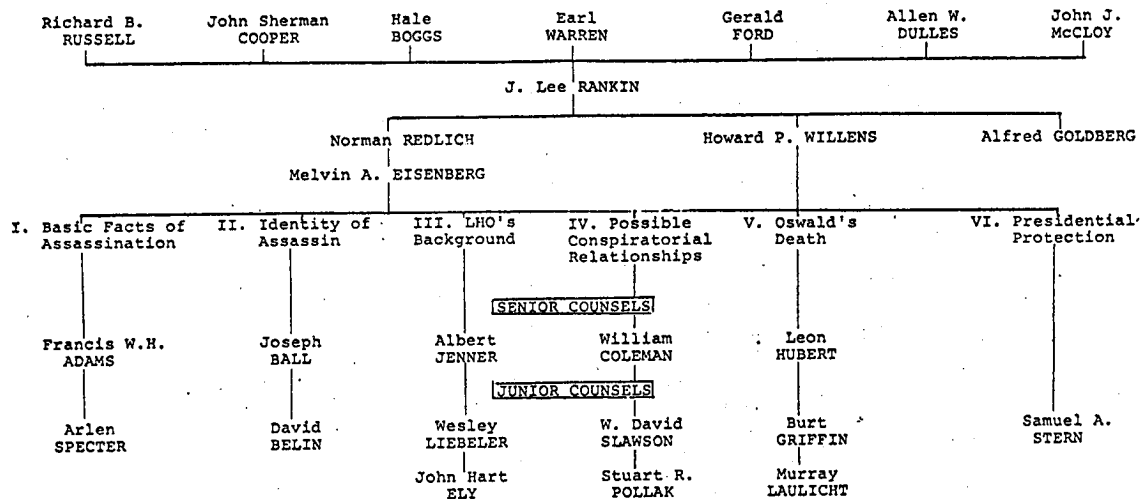 Richard B. RUSSELL
John Sherman COOPER
Hale BOGGS
Earl WARREN
Gerald FORD
Allen W. DULLES
John J. McCLOY
J. Lee RANKIN
Norman REDLICH
Howard P. WILLENS
Alfred GOLDBERG
Melvin A. EISENBERG
I. Basic Facts of
Assassination
II. Identity of
Assassin
III. LHO's
Background
IV. Possible
Conspiratorial
Relationships
V. Oswald's
Death
VI. Presidential
Protection
SENIOR COUNSELS
Francis W.H.
ADAMS
Joseph
BALL
Albert
JENNER
William
COLEMAN
Leon
HUBERT
JUNIOR COUNSELS
Arlen
SPECTER
David
BELIN
Wesley
LIEBELER
W. David
SLAWSON
Burt
GRIFFIN
Samuel A.
STERN
John Hart
ELY
Stuart R.
POLLAK
Murray
LAULICHT